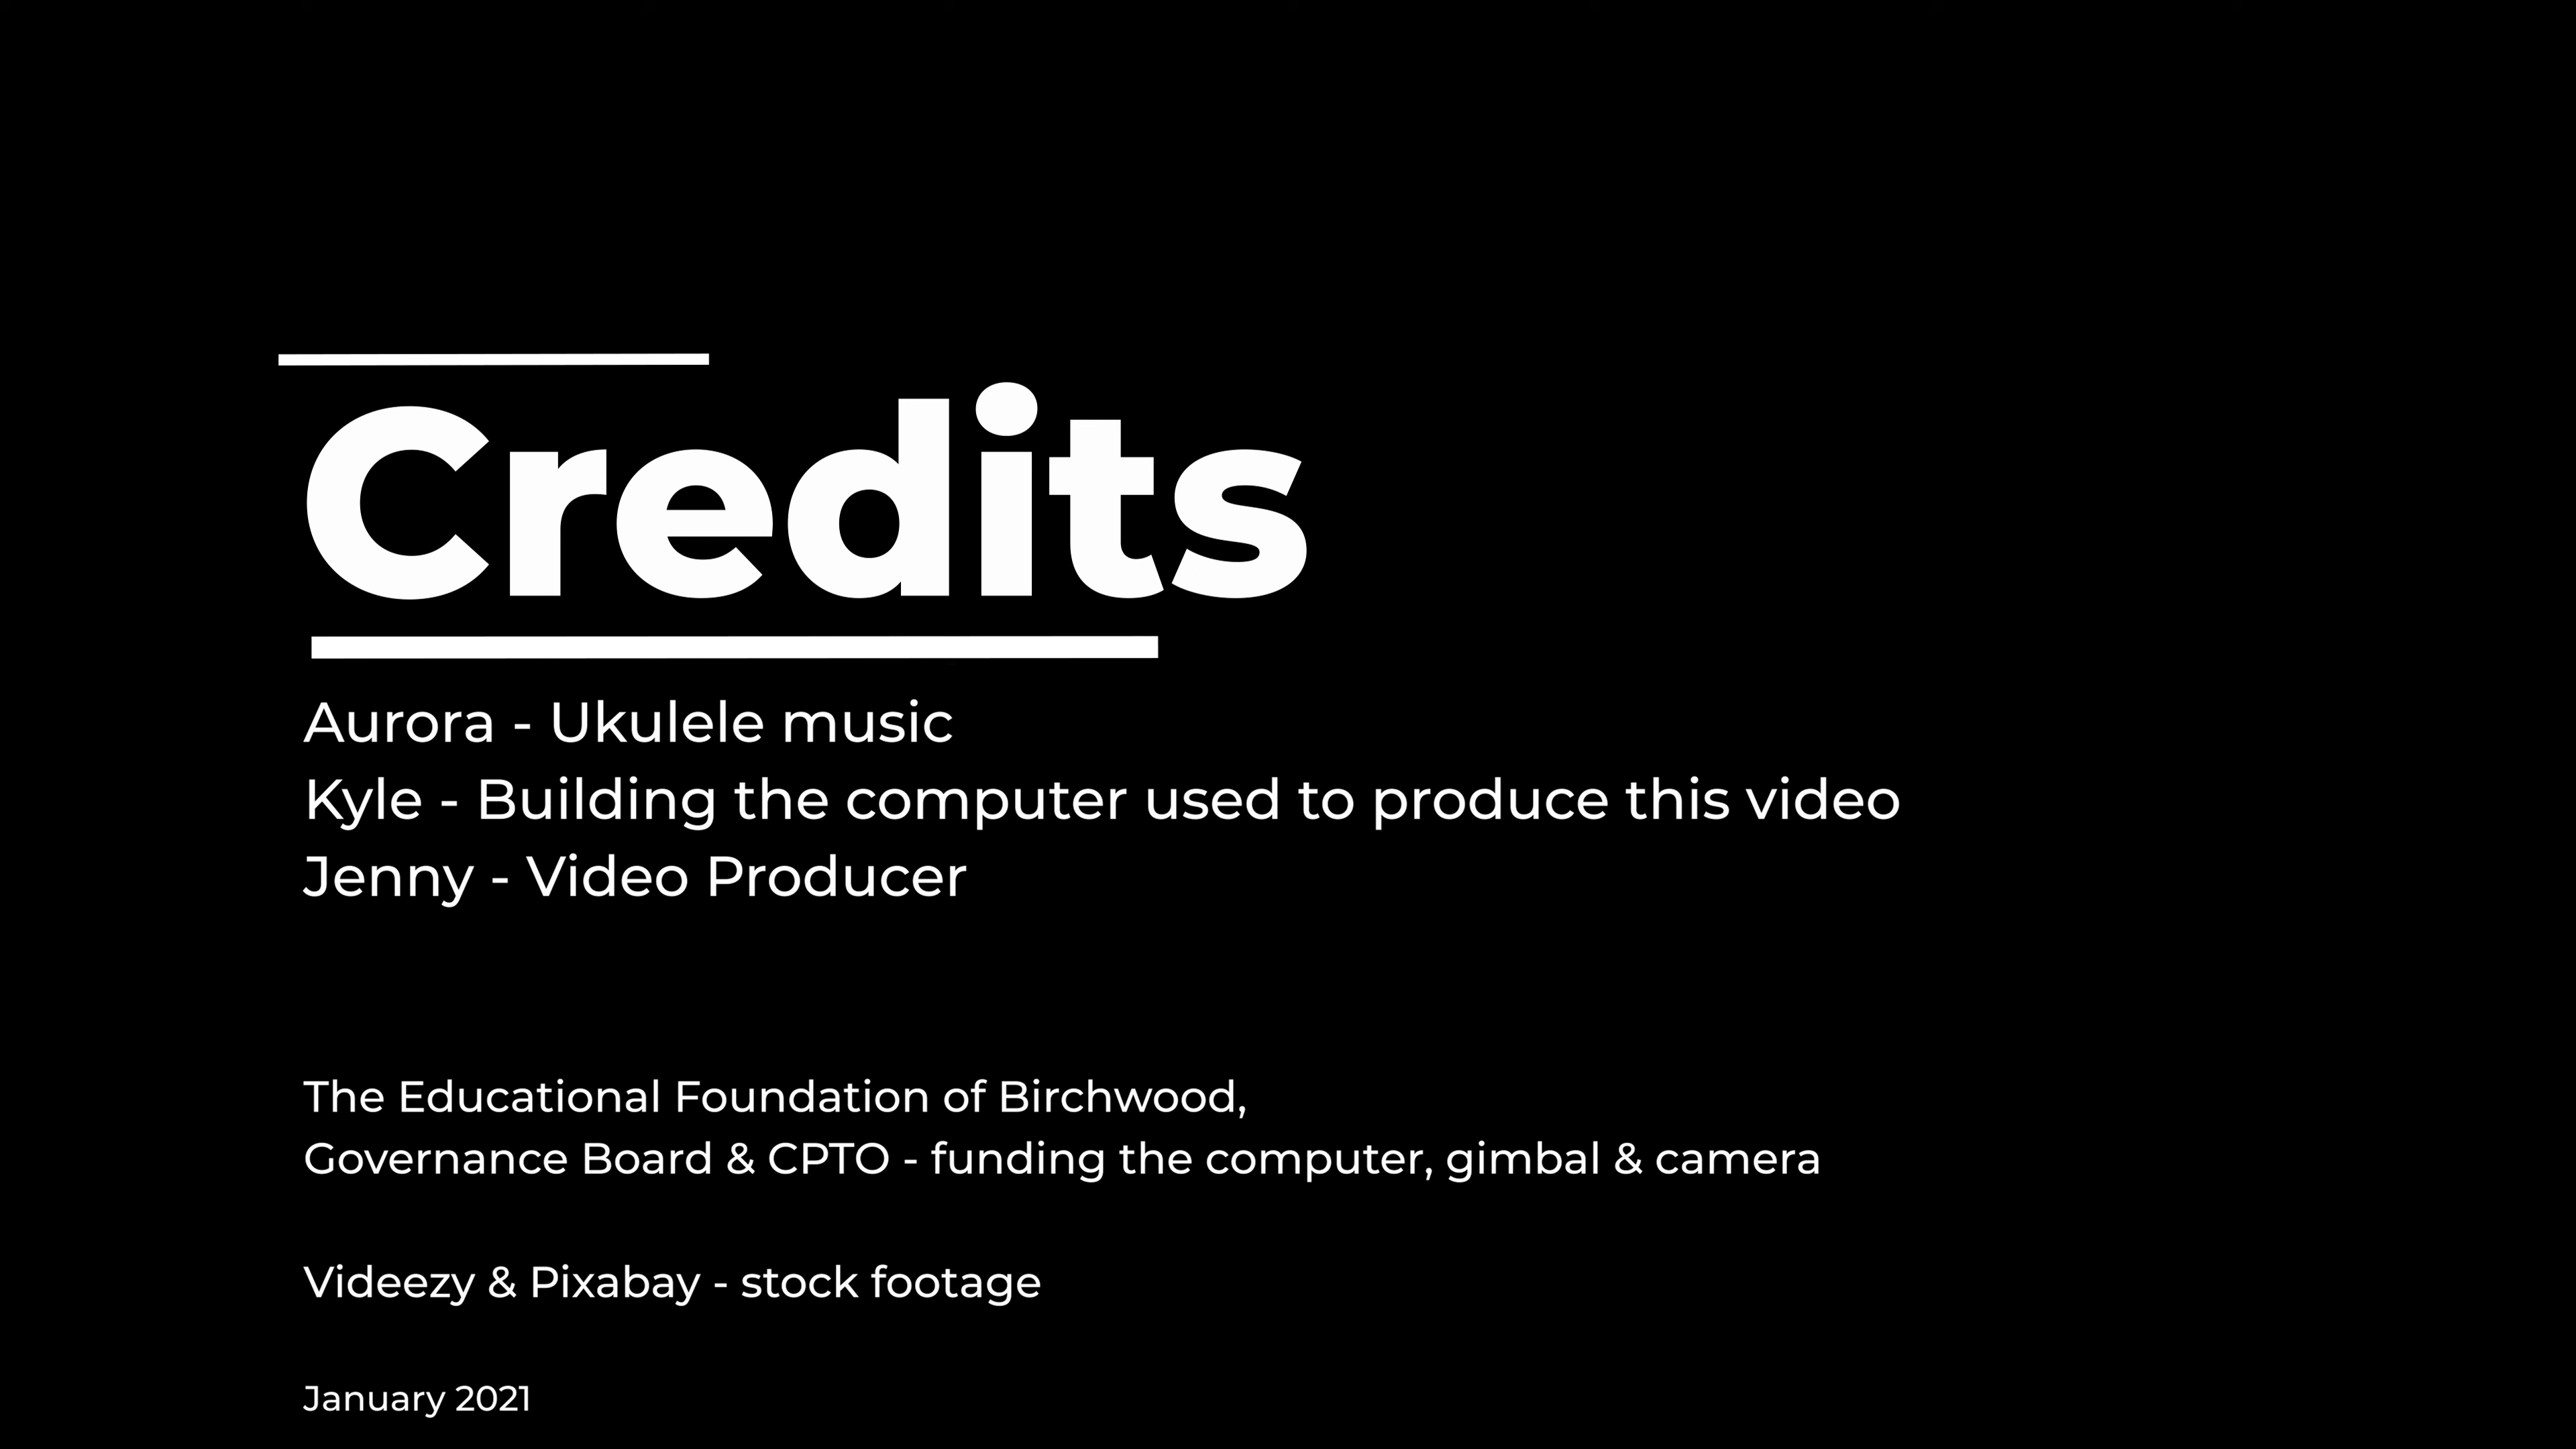 Credits
Aurora - Ukulele music
Kyle - Building the computer used to produce this video
Jenny - Video Producer
The Educational Foundation of Birchwood,
Governance Board & CPTO - funding the computer, gimbal & camera
Videezy & Pixabay - stock footage
January 2021